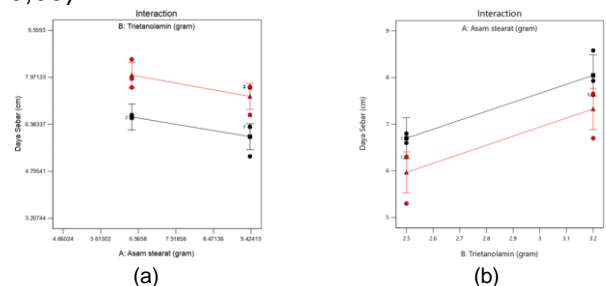 Interaction
B: Trietanolamin (gram)
9.5593
7.97133
6.38337
4.79541
3.20744
Daya Sebar (cm)
4.66024 5.61302 6.5658 7.51858 8.47136 9.42413
A: Asam stearat (gram)
(a)
Interaction
A: Asam stearat (gram)
9
8
7
6
5
Daya Sebar (cm)
2.5 2.6 2.7 2.8 2.9 3 3.1 3.2
B: Trietanolamin (gram)
(b)